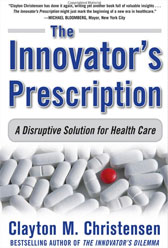 "Clayton Christensen has done it again, writing yet another book full of valuable insights . . .
The Innovator's Prescription might just mark the beginning of a new era in healthcare."
—MICHAEL BLOOMBERG, Mayor, New York City
The
Innovator's
Prescription
A Disruptive Solution for Health Care
Clayton M. Christensen
BESTSELLING AUTHOR OF THE INNOVATOR'S DILEMMA